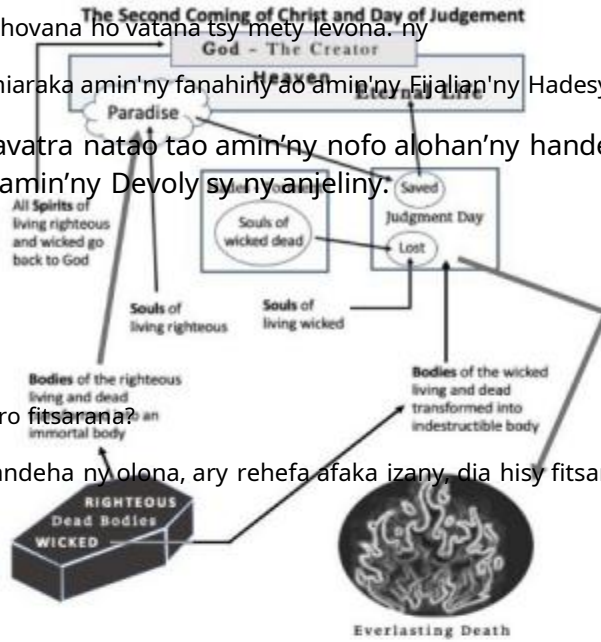 The Second Coming of Christ and Day of Judgement
hovana ho vatana tsy mety levona. ny
God – The Creator
Heaven
niaraka amin'ny fanahiny ao amin'ny Fijalian'ny Hadesy
Eternal Life
Paradise
avatra natao tao amin'ny nofo alohan'ny hande
amin'ny Devoly sy ny anjeliny.
Saved
Judgment Day
Lost
Souls of
wicked dead
All Spirits of
living righteous
and wicked go
back to God
Souls of
living righteous
Souls of
living wicked
Bodies of the righteous
living and dead
an
immortal body
ro fitsarana?
Bodies of the wicked
living and dead
transformed into
indestructible body
andeha ny olona, ary rehefa afaka izany, dia hisy fitsar
RIGHTEOUS
Dead Bodies
WICKED
Everlasting Death